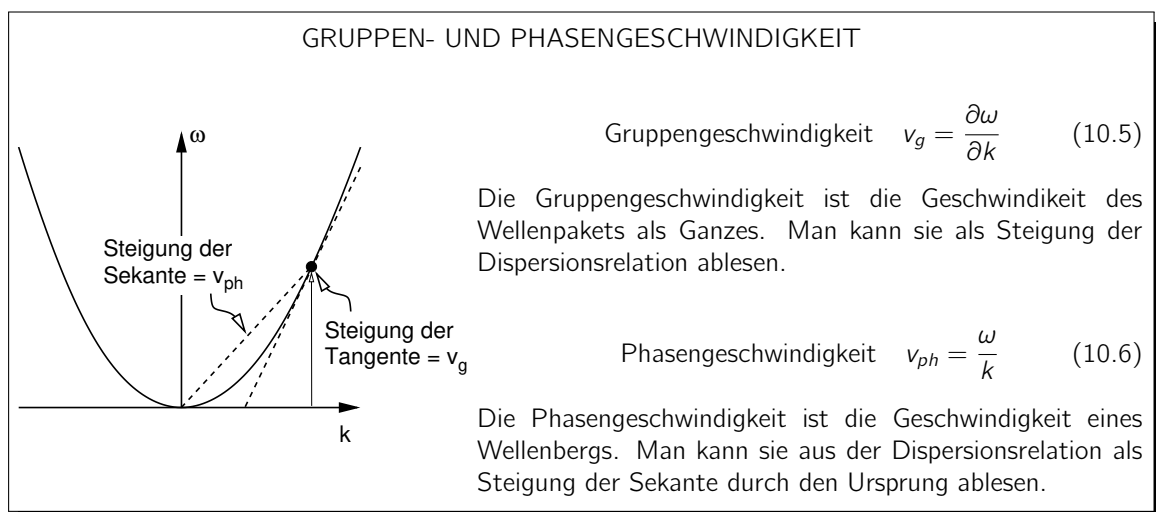 GRUPPEN- UND PHASENGESCHWINDIGKEIT
ω
Steigung der
Sekante = v_ph
Steigung der
Tangente = v_g
k
Gruppengeschwindigkeit v_g = ∂ω/∂k (10.5)
Die Gruppengeschwindigkeit ist die Geschwindikeit des
Wellenpakets als Ganzes. Man kann sie als Steigung der
Dispersionsrelation ablesen.
Phasengeschwindigkeit v_ph = ω/k (10.6)
Die Phasengeschwindigkeit ist die Geschwindigkeit eines
Wellenbergs. Man kann sie aus der Dispersionsrelation als
Steigung der Sekante durch den Ursprung ablesen.